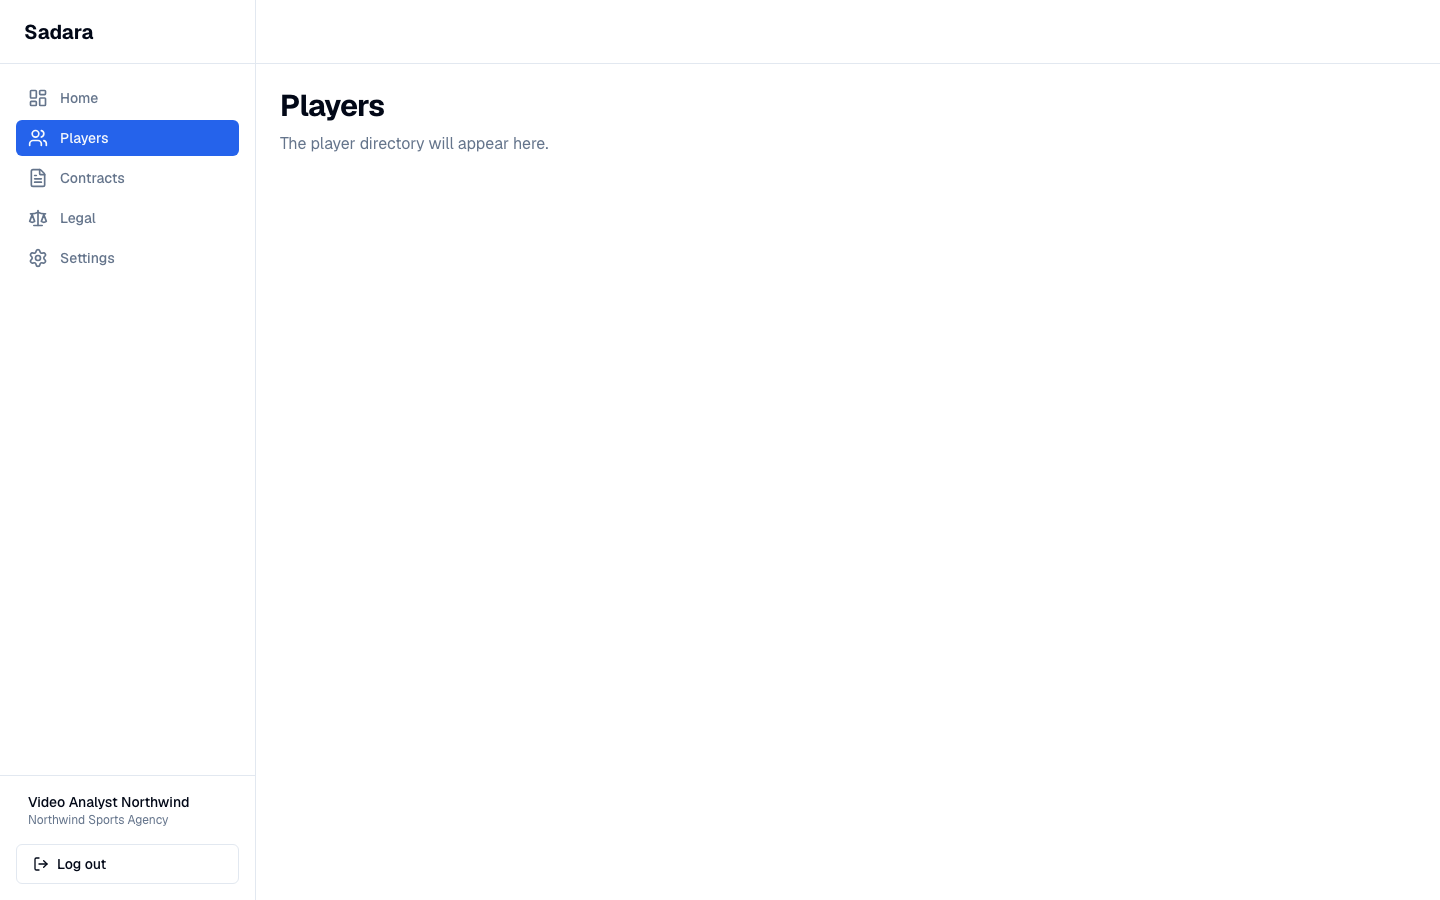 Sadara
Home
Players
Contracts
Legal
Settings
Players
The player directory will appear here.
Video Analyst Northwind
Northwind Sports Agency
Log out